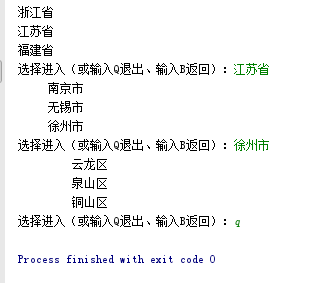 浙江省
江苏省
福建省
选择进入（或输入Q退出、输入B返回）：江苏省
南京市
无锡市
徐州市
选择进入（或输入Q退出、输入B返回）：徐州市
云龙区
泉山区
铜山区
选择进入（或输入Q退出、输入B返回）：q
Process finished with exit code 0